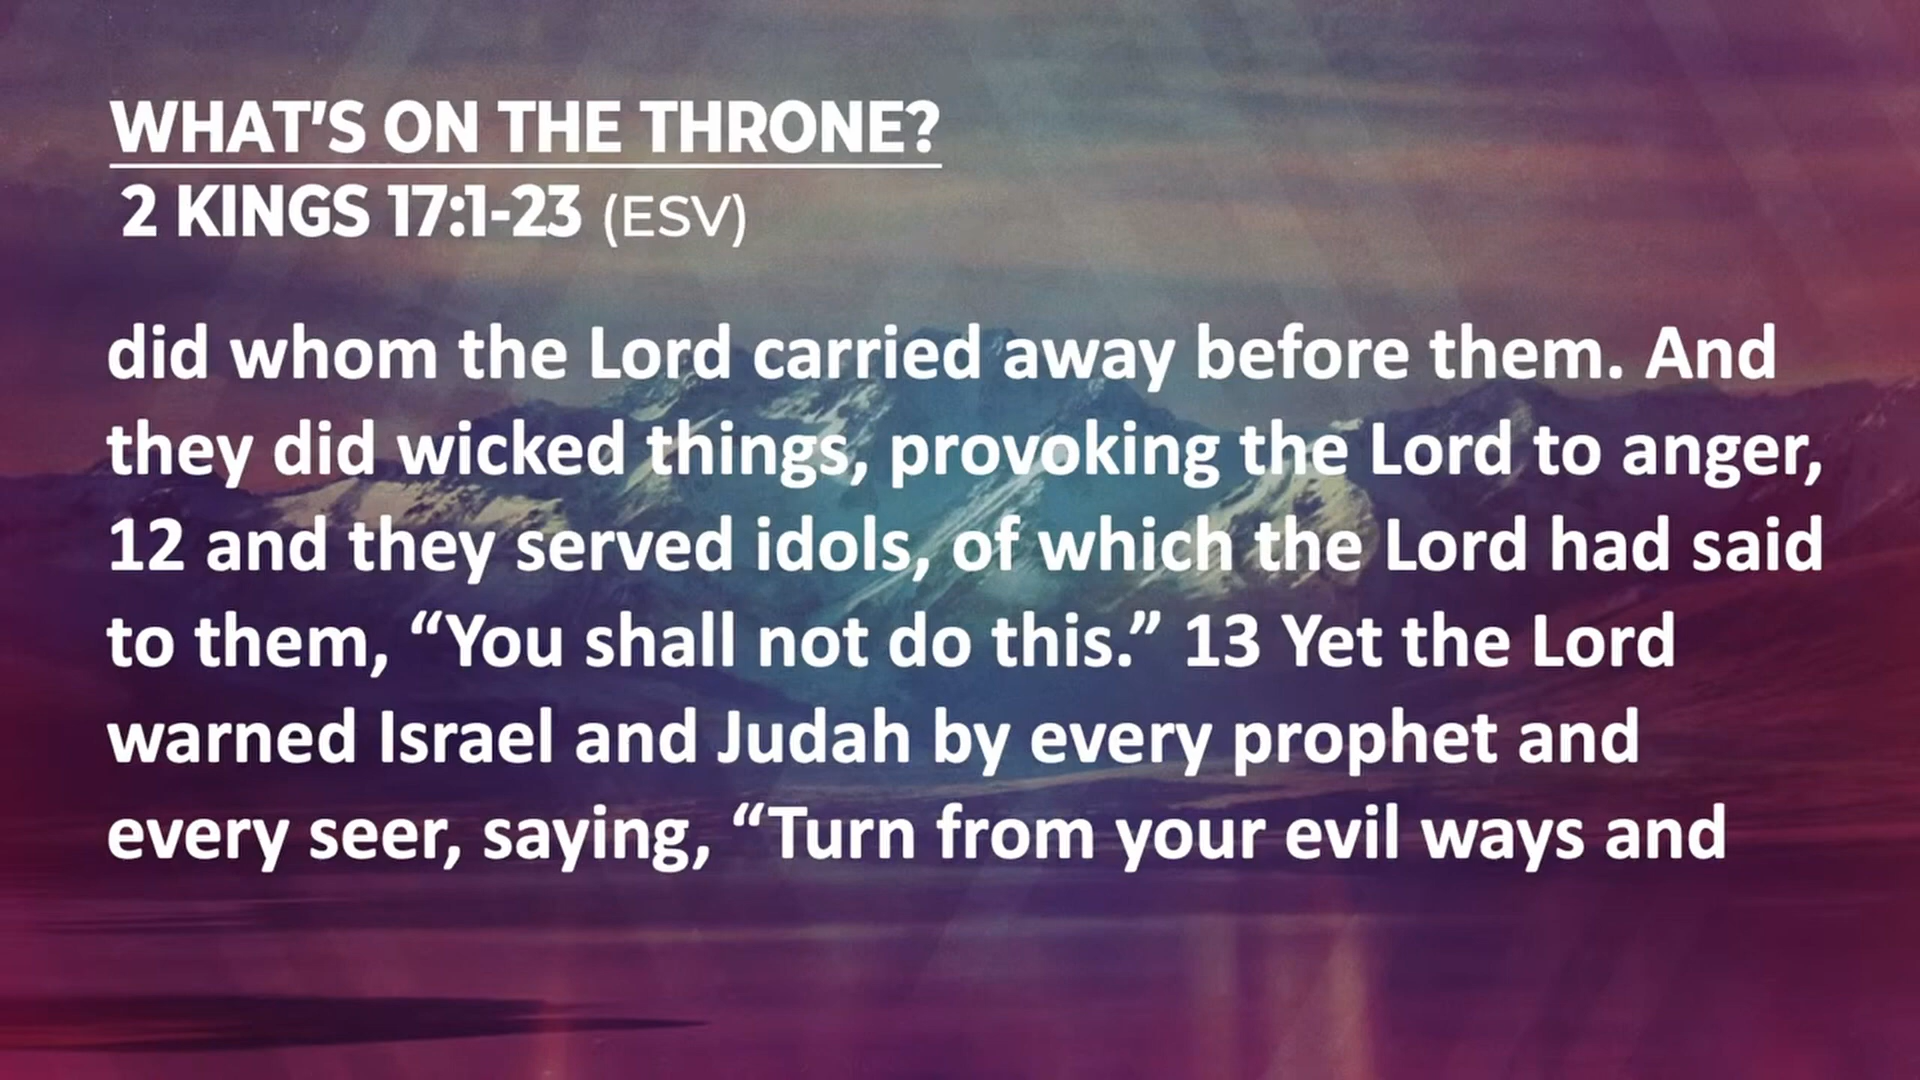 WHAT'S ON THE THRONE?
2 KINGS 17:1-23 (ESV)
did whom the Lord carried away before them. And
they did wicked things, provoking the Lord to anger,
12 and they served idols, of which the Lord had said
to them, “You shall not do this.” 13 Yet the Lord
warned Israel and Judah by every prophet and
every seer, saying, “Turn from your evil ways and